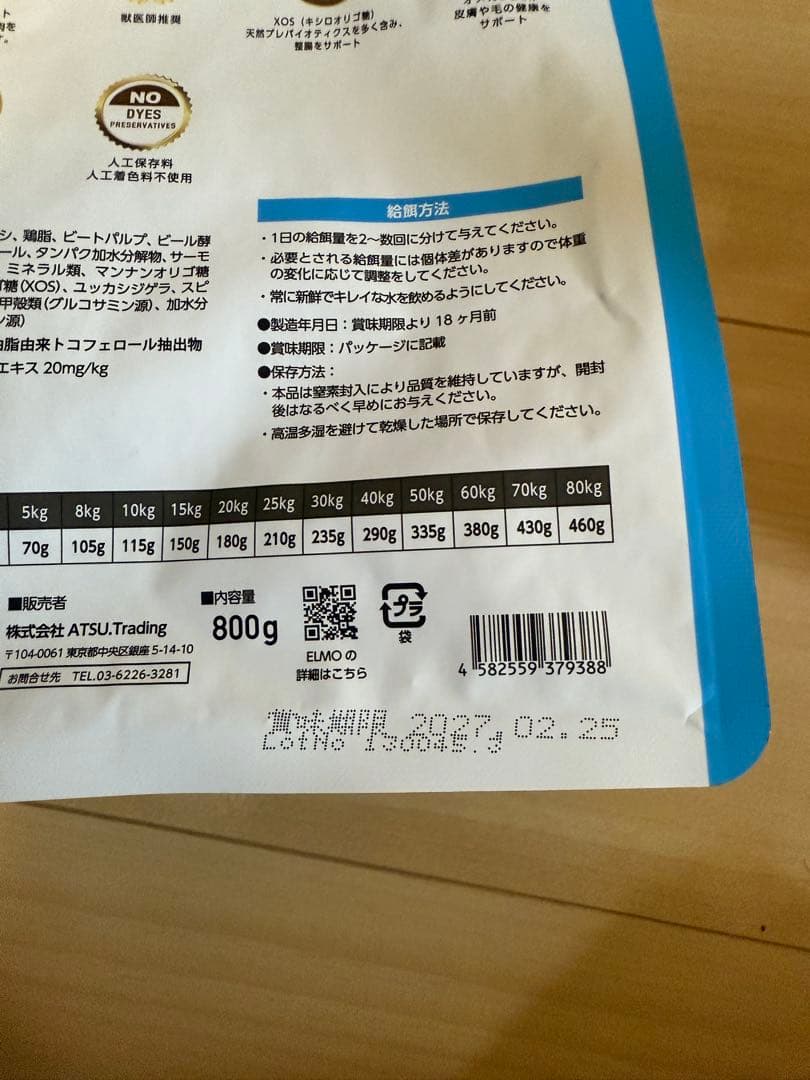 獣医師推奨
XOS（キシロオリゴ糖）
天然プレバイオティクスを多く含み、
整腸をサポート
皮膚や毛の健康を
サポート
NO
DYES
PRESERVATIVES
人工保存料
人工着色料不使用
シ、鶏脂、ビートパルプ、ビール酵
ール、タンパク加水分解物、サーモ
ミネラル類、マンナンオリゴ糖
糖(XOS)、ユッカシジゲラ、スピ
甲殻類(グルコサミン源)、加水分
ン源)
脂由来トコフェロール抽出物
エキス 20mg/kg
給餌方法
・1日の給餌量を2〜数回に分けて与えてください。
・必要とされる給餌量には個体差がありますので体重
の変化に応じて調整をしてください。
・常に新鮮でキレイな水を飲めるようにしてください。
●製造年月日：賞味期限より 18 ヶ月前
●賞味期限：パッケージに記載
●保存方法：
・本品は窒素封入により品質を維持していますが、開封
後はなるべく早めにお与えください。
・高温多湿を避けて乾燥した場所で保存してください。
5kg 8kg 10kg 15kg 20kg 25kg 30kg 40kg 50kg 60kg 70kg 80kg
70g 105g 115g 150g 180g 210g 235g 290g 335g 380g 430g 460g
■販売者
株式会社 ATSU.Trading
〒104-0061 東京都中央区銀座 5-14-10
お問合せ先 TEL.03-6226-3281
■内容量
800g
ELMO の
詳細はこちら
プラ
袋
4 582559 379388
賞味期限 2027.02.25
LotNo